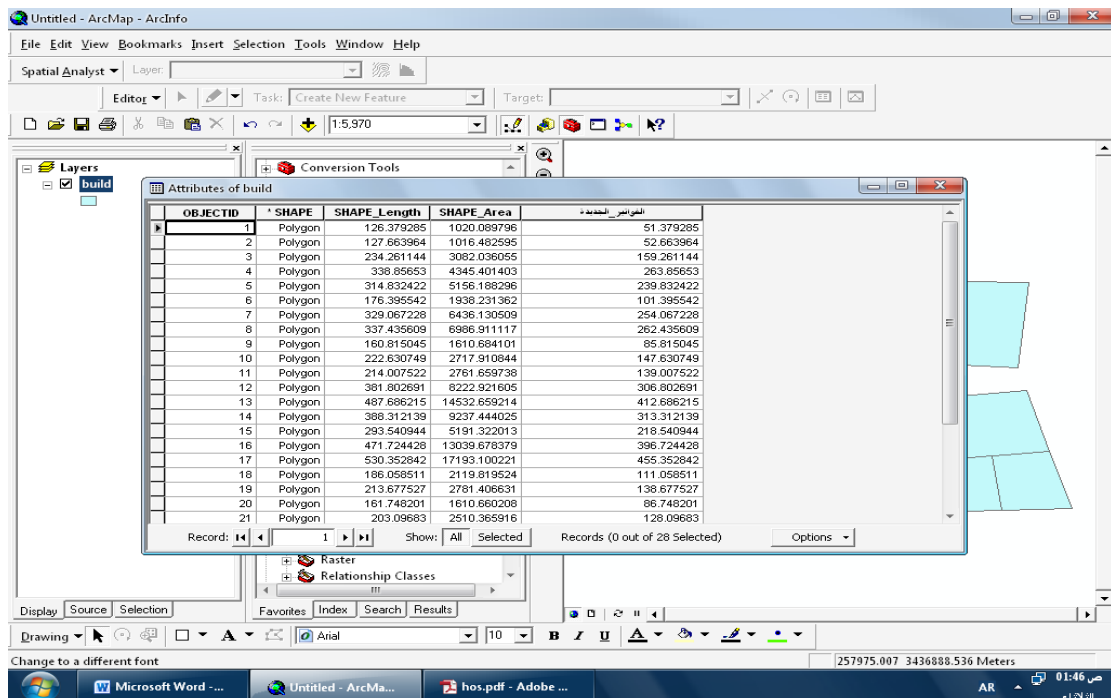 Untitled - ArcMap - ArcInfo
File Edit View Bookmarks Insert Selection Tools Window Help
Spatial Analyst Layer:
Editor Task: Create New Feature Target:
1:5,970
Layers
build
Conversion Tools
Attributes of build
OBJECTID * SHAPE SHAPE_Length SHAPE_Area الفواتير_الجديدة
1 Polygon 126.379285 1020.089796 51.379285
2 Polygon 127.663964 1016.482595 52.663964
3 Polygon 234.261144 3082.036055 159.261144
4 Polygon 338.85653 4345.401403 263.85653
5 Polygon 314.832422 5156.188296 239.832422
6 Polygon 176.395542 1938.231362 101.395542
7 Polygon 329.067228 6436.130509 254.067228
8 Polygon 337.435609 6986.911117 262.435609
9 Polygon 160.815045 1610.684101 85.815045
10 Polygon 222.630749 2717.910844 147.630749
11 Polygon 214.007522 2761.659738 139.007522
12 Polygon 381.802691 8222.921605 306.802691
13 Polygon 487.686215 14532.659214 412.686215
14 Polygon 388.312139 9237.444025 313.312139
15 Polygon 293.540944 5191.322013 218.540944
16 Polygon 471.724428 13039.678379 396.724428
17 Polygon 530.352842 17193.100221 455.352842
18 Polygon 186.058511 2119.819524 111.058511
19 Polygon 213.677527 2781.406631 138.677527
20 Polygon 161.748201 1610.660208 86.748201
21 Polygon 203.09683 2510.365916 128.09683
Record: 1 Show: All Selected Records (0 out of 28 Selected) Options
Raster
Relationship Classes
Display Source Selection Favorites Index Search Results
Drawing A Arial 10 B I U A
Change to a different font 257975.007 3436888.536 Meters
Microsoft Word -... Untitled - ArcMa... hos.pdf - Adobe ... AR 01:46 ص